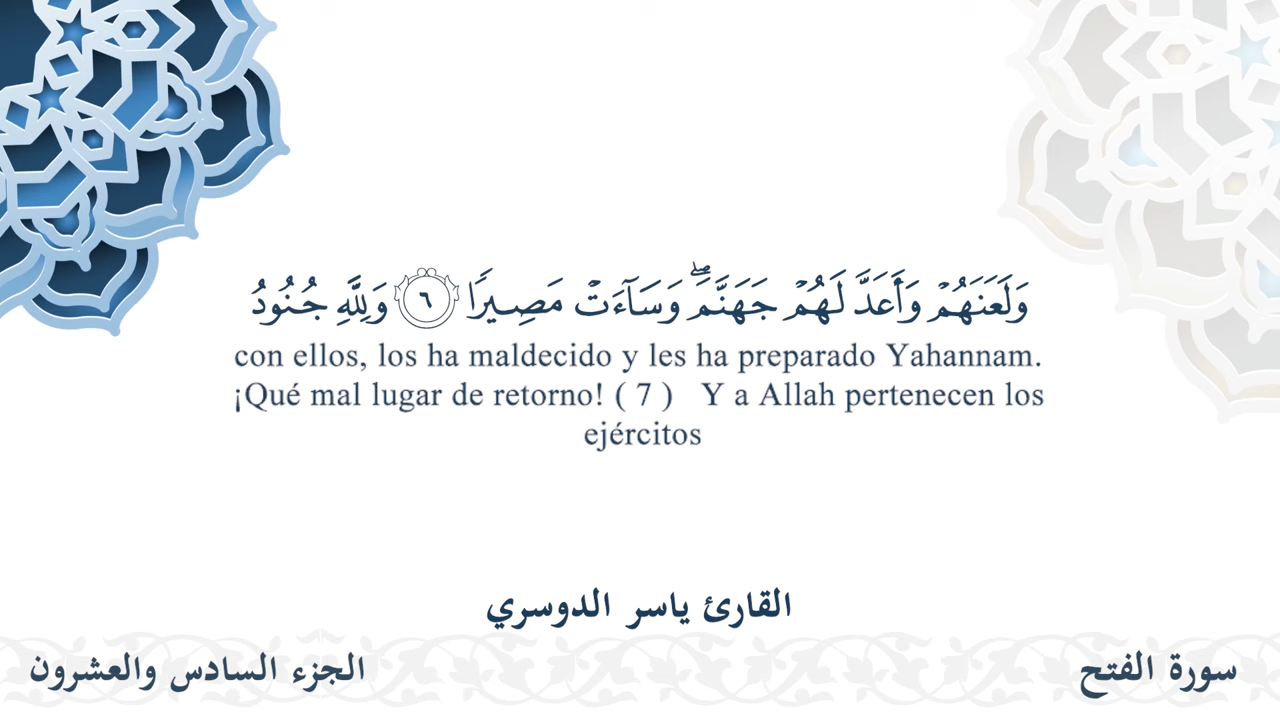 وَلَعَنَهُمْ وَأَعَدَّ لَهُمْ جَهَنَّمَۖ وَسَآءَتْ مَصِيرًا ٦ وَلِلَّهِ جُنُودُ
con ellos, los ha maldecido y les ha preparado Yahannam.
¡Qué mal lugar de retorno! ( 7 ) Y a Allah pertenecen los
ejércitos
القارئ ياسر الدوسري
سورة الفتح
الجزء السادس والعشرون